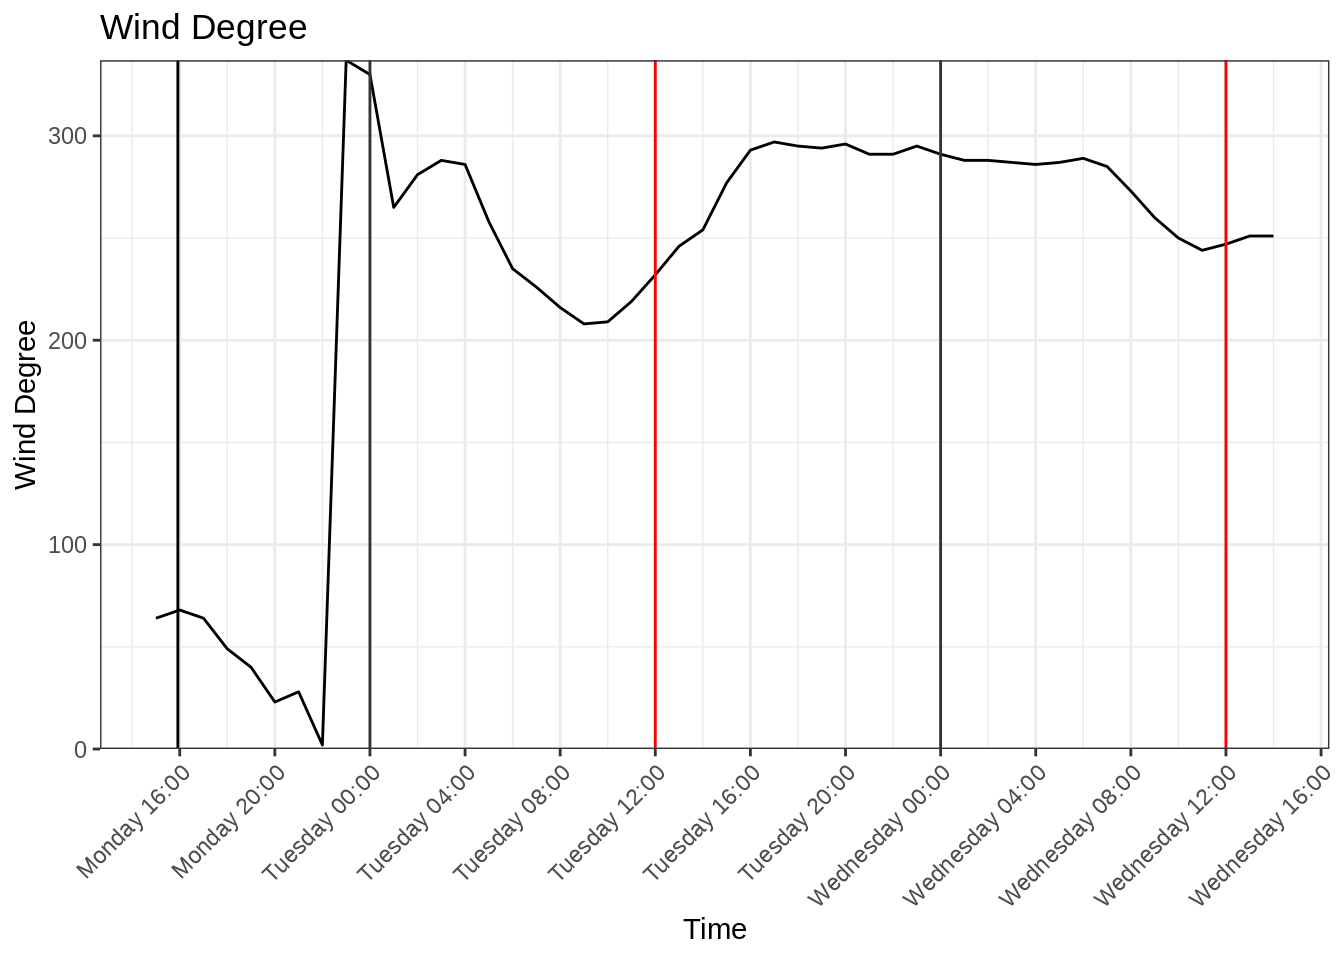 Wind Degree
Wind Degree
300
200
100
0
Monday 16:00
Monday 20:00
Tuesday 00:00
Tuesday 04:00
Tuesday 08:00
Tuesday 12:00
Tuesday 16:00
Tuesday 20:00
Wednesday 00:00
Wednesday 04:00
Wednesday 08:00
Wednesday 12:00
Wednesday 16:00
Time